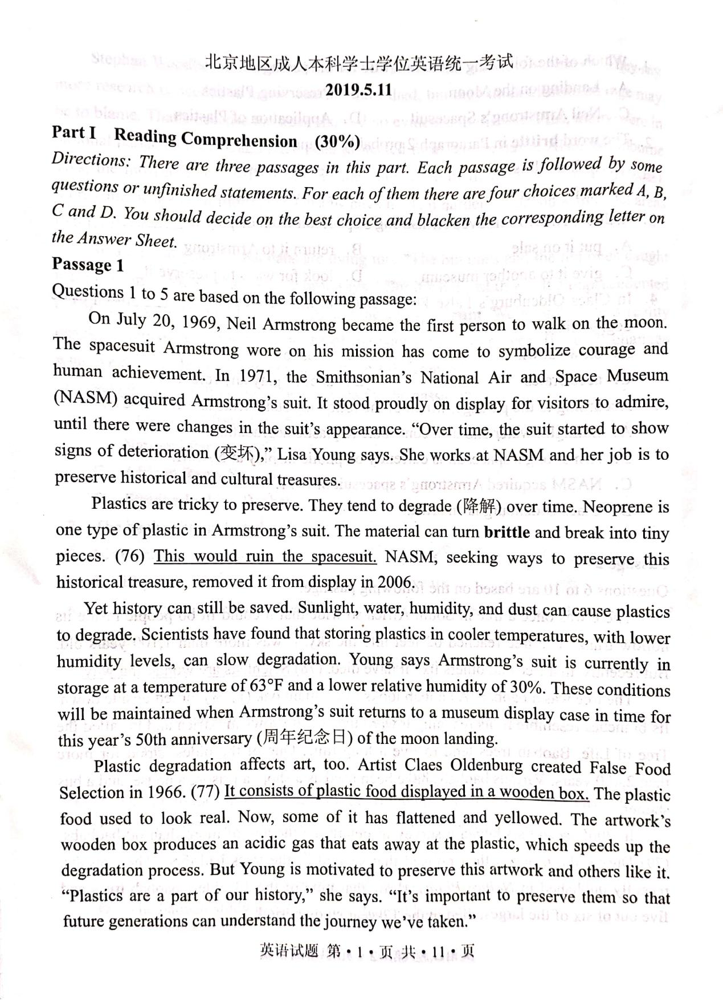 北京地区成人本科学士学位英语统一考试
2019.5.11
Part I Reading Comprehension (30%)
Directions: There are three passages in this part. Each passage is followed by some
questions or unfinished statements. For each of them there are four choices marked A, B,
C and D. You should decide on the best choice and blacken the corresponding letter on
the Answer Sheet.
Passage 1
Questions 1 to 5 are based on the following passage:
On July 20, 1969, Neil Armstrong became the first person to walk on the moon.
The spacesuit Armstrong wore on his mission has come to symbolize courage and
human achievement. In 1971, the Smithsonian's National Air and Space Museum
(NASM) acquired Armstrong's suit. It stood proudly on display for visitors to admire,
until there were changes in the suit's appearance. “Over time, the suit started to show
signs of deterioration (变坏),” Lisa Young says. She works at NASM and her job is to
preserve historical and cultural treasures.
Plastics are tricky to preserve. They tend to degrade (降解) over time. Neoprene is
one type of plastic in Armstrong's suit. The material can turn brittle and break into tiny
pieces. (76) This would ruin the spacesuit. NASM, seeking ways to preserve this
historical treasure, removed it from display in 2006.
Yet history can still be saved. Sunlight, water, humidity, and dust can cause plastics
to degrade. Scientists have found that storing plastics in cooler temperatures, with lower
humidity levels, can slow degradation. Young says Armstrong's suit is currently in
storage at a temperature of 63°F and a lower relative humidity of 30%. These conditions
will be maintained when Armstrong's suit returns to a museum display case in time for
this year's 50th anniversary (周年纪念日) of the moon landing.
Plastic degradation affects art, too. Artist Claes Oldenburg created False Food
Selection in 1966. (77) It consists of plastic food displayed in a wooden box. The plastic
food used to look real. Now, some of it has flattened and yellowed. The artwork's
wooden box produces an acidic gas that eats away at the plastic, which speeds up the
degradation process. But Young is motivated to preserve this artwork and others like it.
“Plastics are a part of our history,” she says. “It's important to preserve them so that
future generations can understand the journey we've taken.”
英语试题 第·1·页 共·11·页